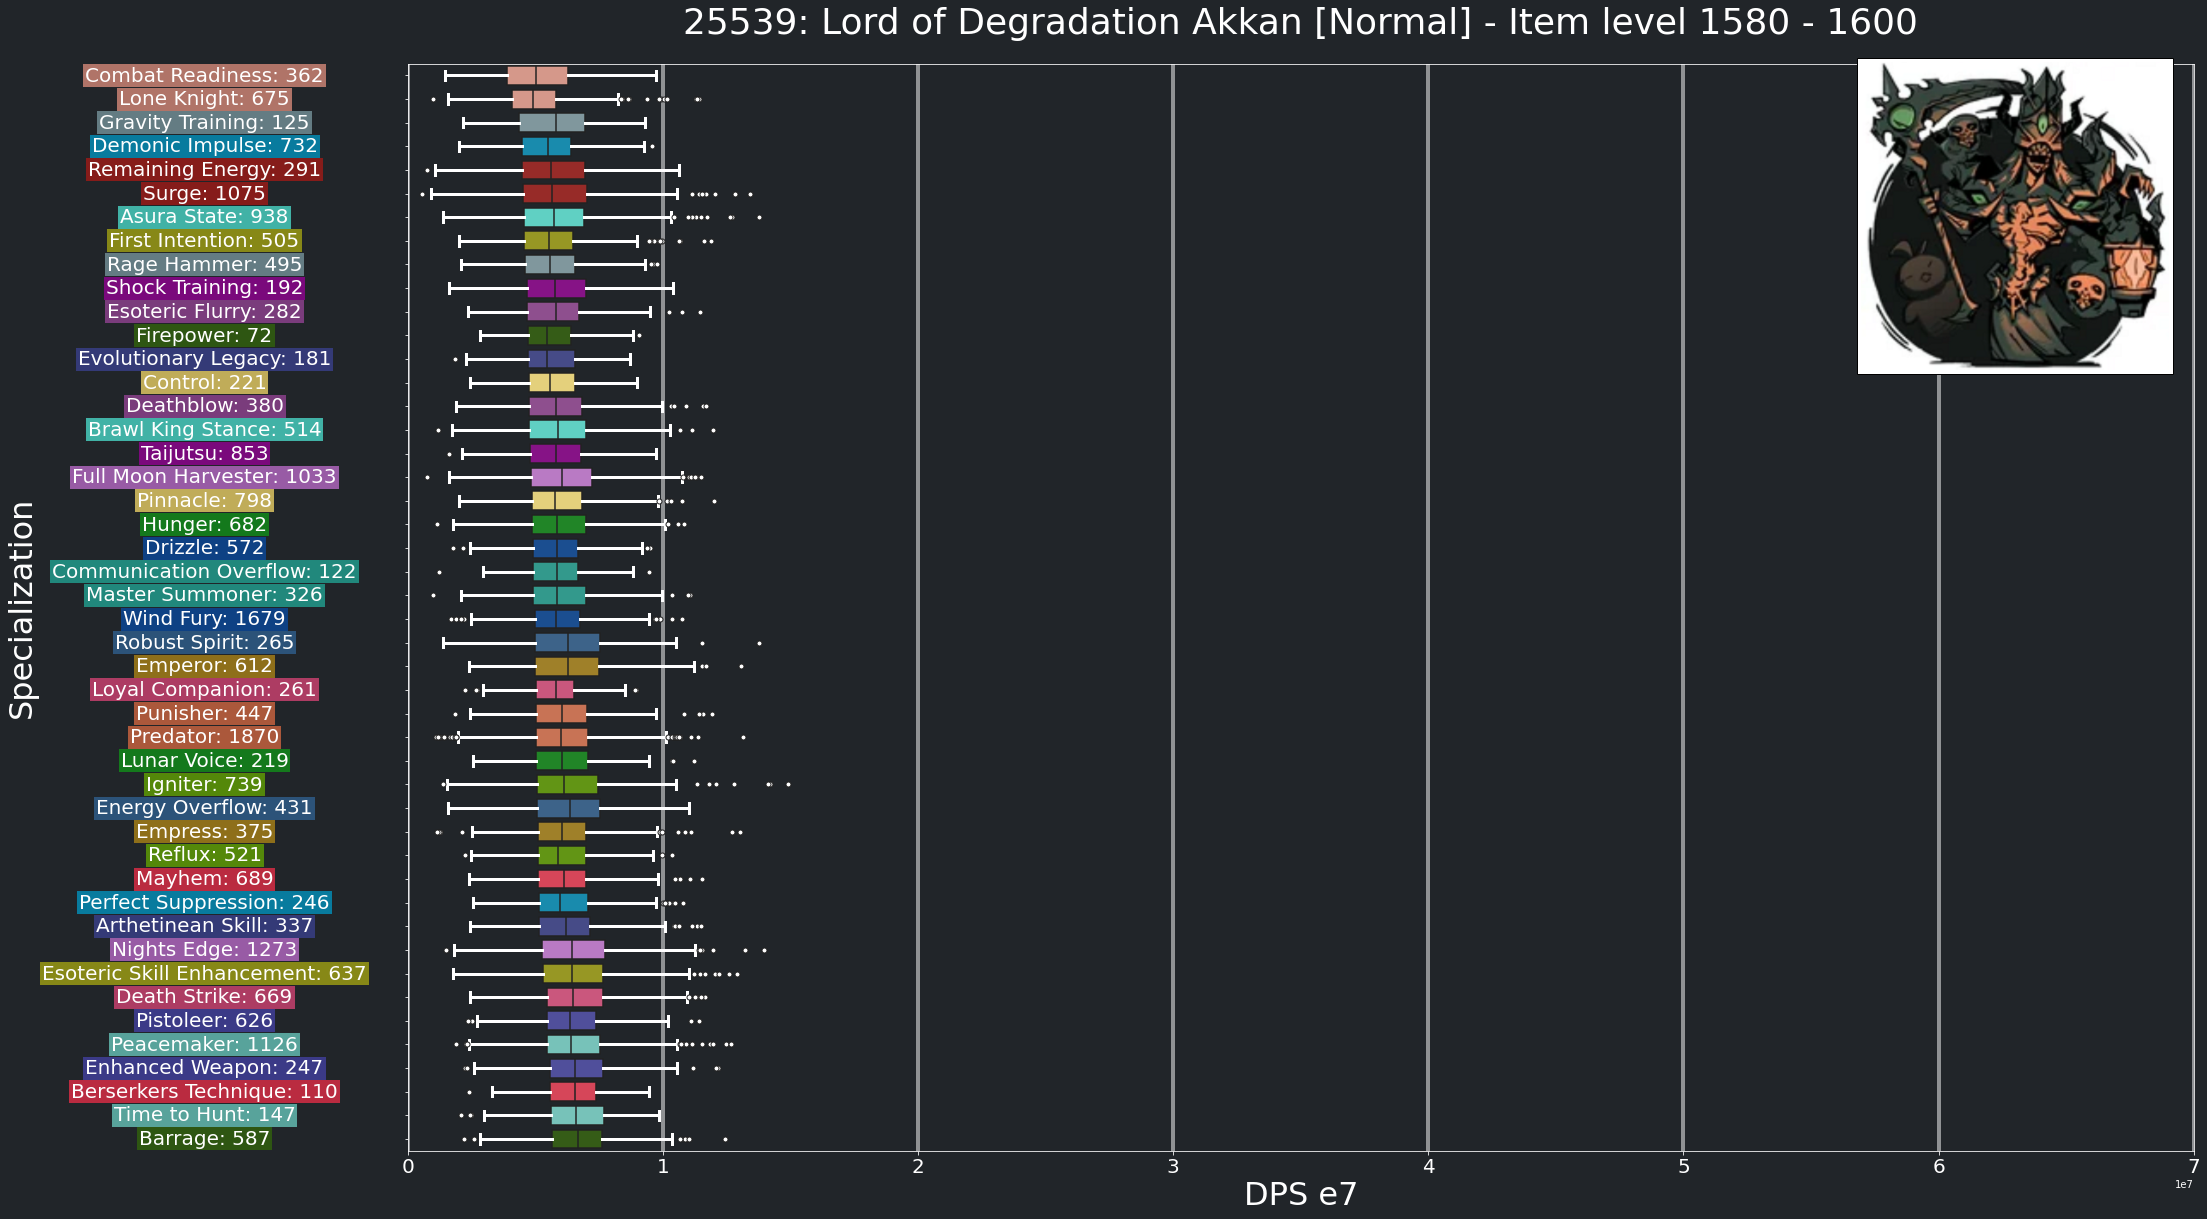 25539: Lord of Degradation Akkan [Normal] - Item level 1580 - 1600
Specialization
Combat Readiness: 362
Lone Knight: 675
Gravity Training: 125
Demonic Impulse: 732
Remaining Energy: 291
Surge: 1075
Asura State: 938
First Intention: 505
Rage Hammer: 495
Shock Training: 192
Esoteric Flurry: 282
Firepower: 72
Evolutionary Legacy: 181
Control: 221
Deathblow: 380
Brawl King Stance: 514
Taijutsu: 853
Full Moon Harvester: 1033
Pinnacle: 798
Hunger: 682
Drizzle: 572
Communication Overflow: 122
Master Summoner: 326
Wind Fury: 1679
Robust Spirit: 265
Emperor: 612
Loyal Companion: 261
Punisher: 447
Predator: 1870
Lunar Voice: 219
Igniter: 739
Energy Overflow: 431
Empress: 375
Reflux: 521
Mayhem: 689
Perfect Suppression: 246
Arthetinean Skill: 337
Nights Edge: 1273
Esoteric Skill Enhancement: 637
Death Strike: 669
Pistoleer: 626
Peacemaker: 1126
Enhanced Weapon: 247
Berserkers Technique: 110
Time to Hunt: 147
Barrage: 587
0 1 2 3 4 5 6 7
1e7
DPS e7